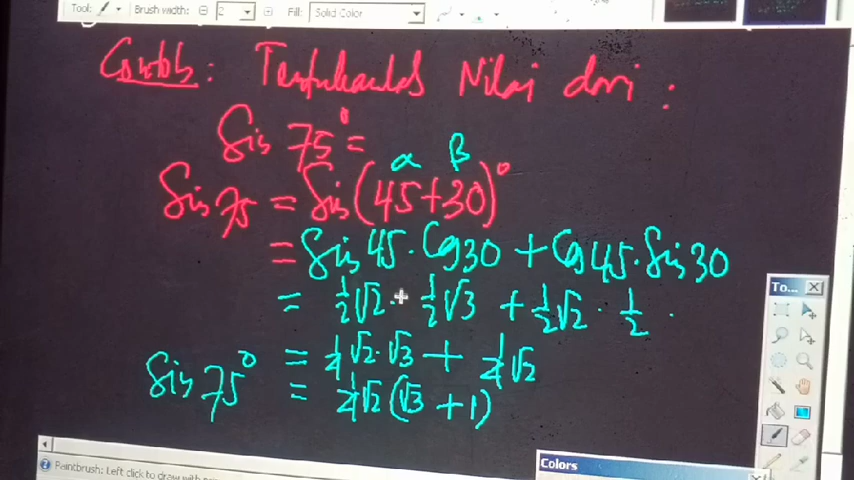 Tool: Brush width: 2 Fill: Solid Color
Contoh: Tentukanlah Nilai dari:
Sin 75° =
α β
Sin 75 = Sin(45+30)°
= Sin 45 . Cos 30 + Cos 45 . Sin 30
= 1/2 √2 . 1/2 √3 + 1/2 √2 . 1/2 .
= 1/4 √2 . √3 + 1/4 √2
Sin 75° = 1/4 √2 (√3 + 1)
To...
Colors
Paintbrush: Left click to draw with